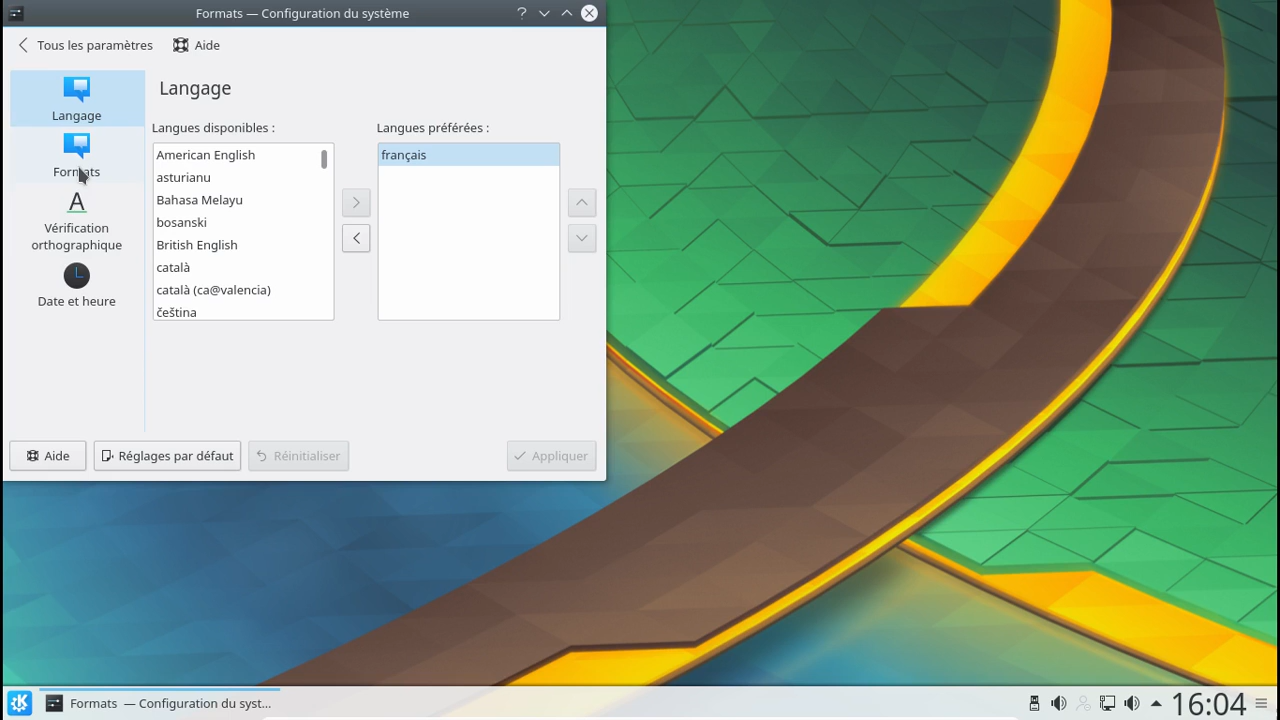 Formats — Configuration du système
Tous les paramètres
Aide
Langage
Formats
Vérification
orthographique
Date et heure
Langage
Langues disponibles :
American English
asturianu
Bahasa Melayu
bosanski
British English
català
català (ca@valencia)
čeština
Langues préférées :
français
Aide
Réglages par défaut
Réinitialiser
Appliquer
Formats — Configuration du syst...
16:04